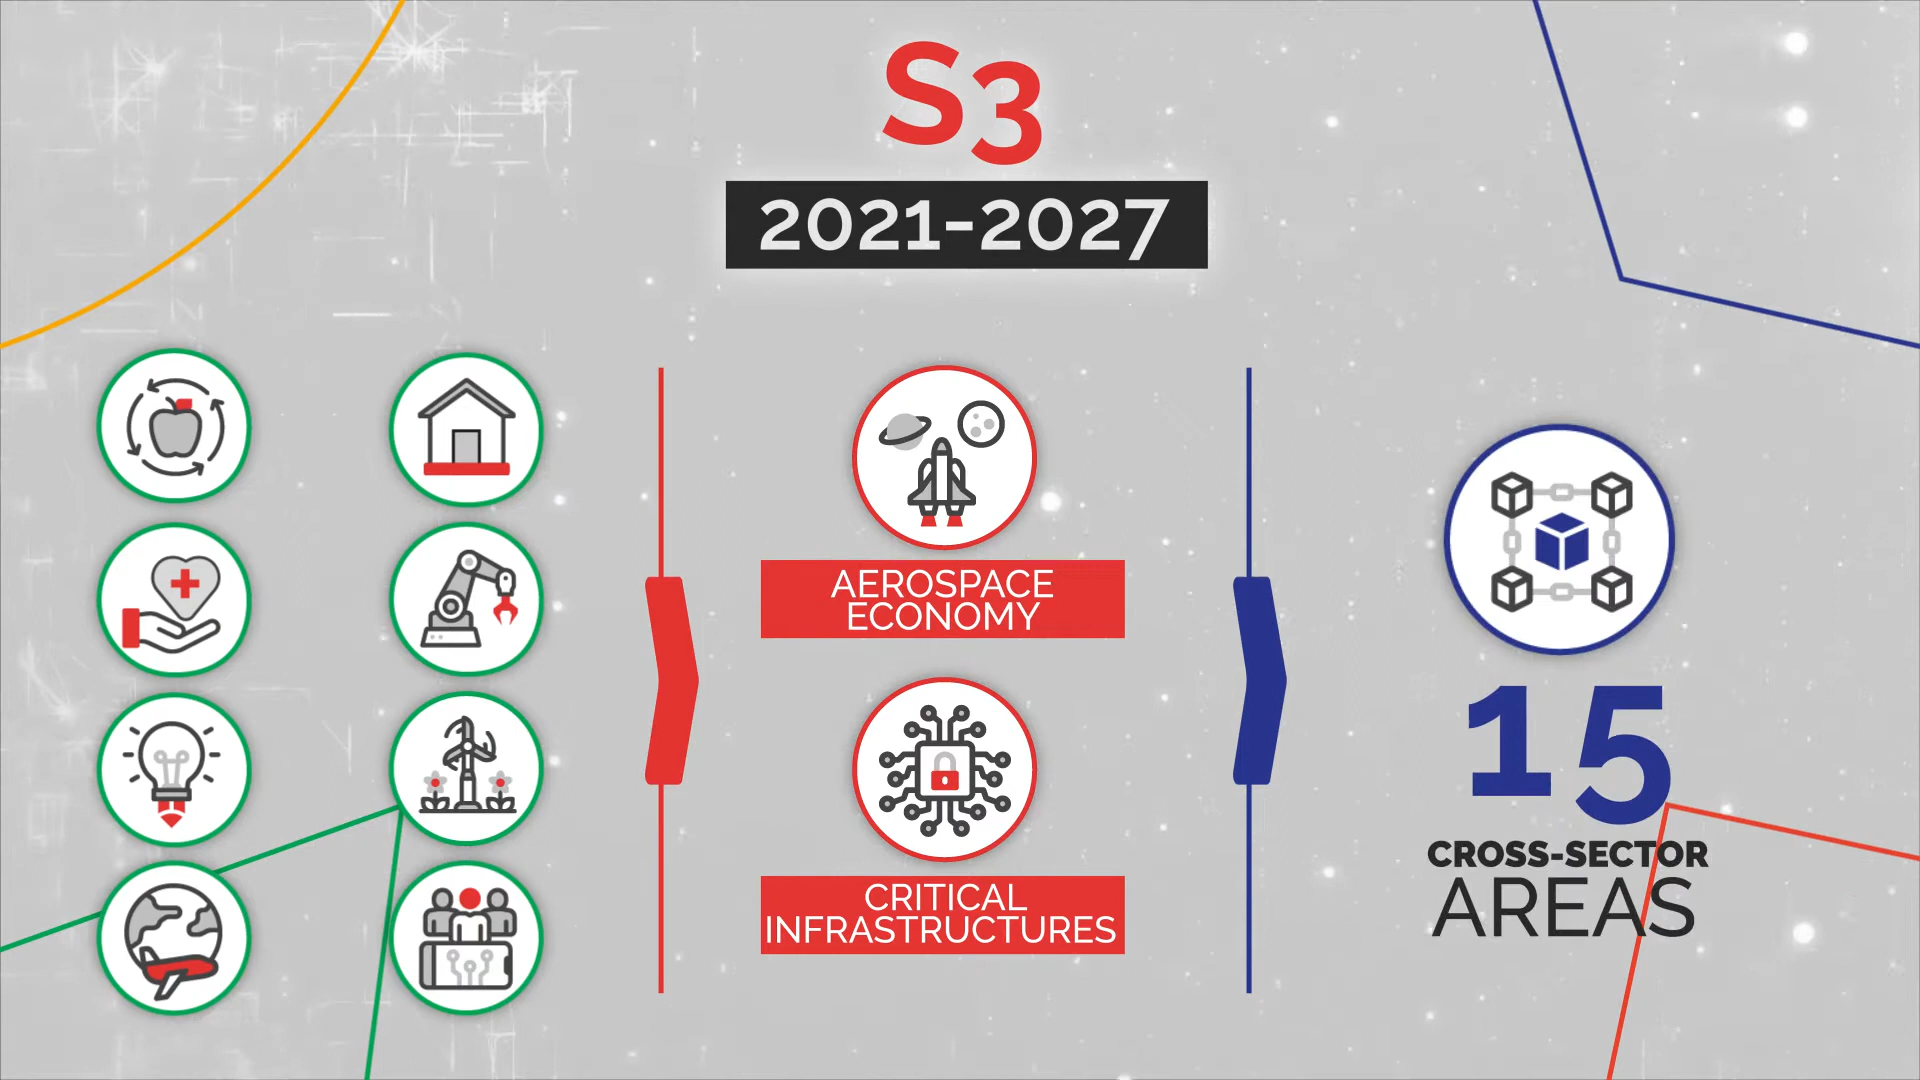 S3
2021-2027
AEROSPACE
ECONOMY
CRITICAL
INFRASTRUCTURES
15
CROSS-SECTOR
AREAS